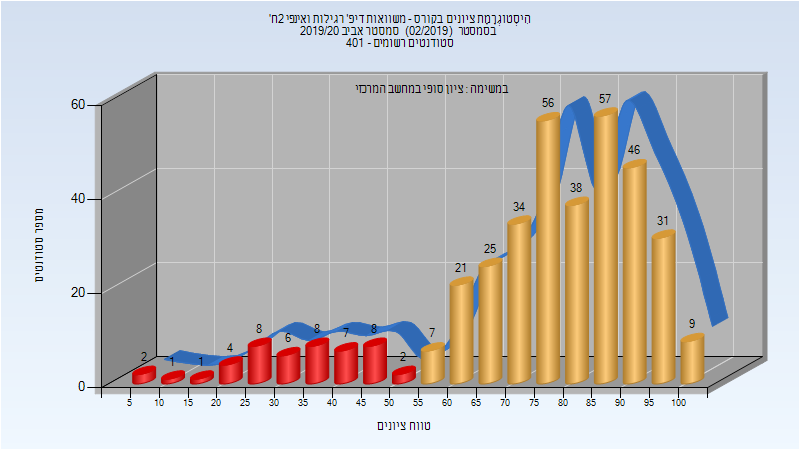 היסטוגרמת ציונים בקורס - משוואות דיפ' רגילות ואינפי 2ח'
בסמסטר (02/2019) סמסטר אביב 2019/20
סטודנטים רשומים - 401
במשימה : ציון סופי במחשב המרכזי
60
40
20
0
מספר סטודנטים
2 1 1 4 8 6 8 7 8 2 7 21 25 34 56 38 57 46 31 9
5 10 15 20 25 30 35 40 45 50 55 60 65 70 75 80 85 90 95 100
טווח ציונים